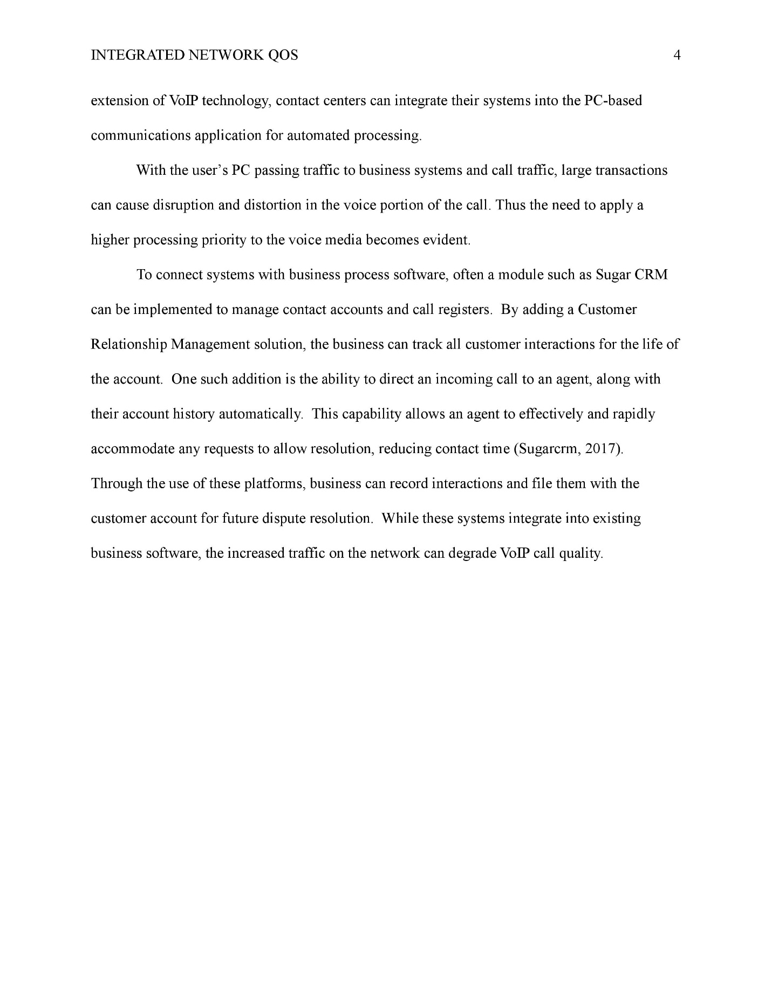 INTEGRATED NETWORK QOS 4
extension of VoIP technology, contact centers can integrate their systems into the PC-based
communications application for automated processing.
With the user’s PC passing traffic to business systems and call traffic, large transactions
can cause disruption and distortion in the voice portion of the call. Thus the need to apply a
higher processing priority to the voice media becomes evident.
To connect systems with business process software, often a module such as Sugar CRM
can be implemented to manage contact accounts and call registers.  By adding a Customer
Relationship Management solution, the business can track all customer interactions for the life of
the account.  One such addition is the ability to direct an incoming call to an agent, along with
their account history automatically.  This capability allows an agent to effectively and rapidly
accommodate any requests to allow resolution, reducing contact time (Sugarcrm, 2017).
Through the use of these platforms, business can record interactions and file them with the
customer account for future dispute resolution.  While these systems integrate into existing
business software, the increased traffic on the network can degrade VoIP call quality.